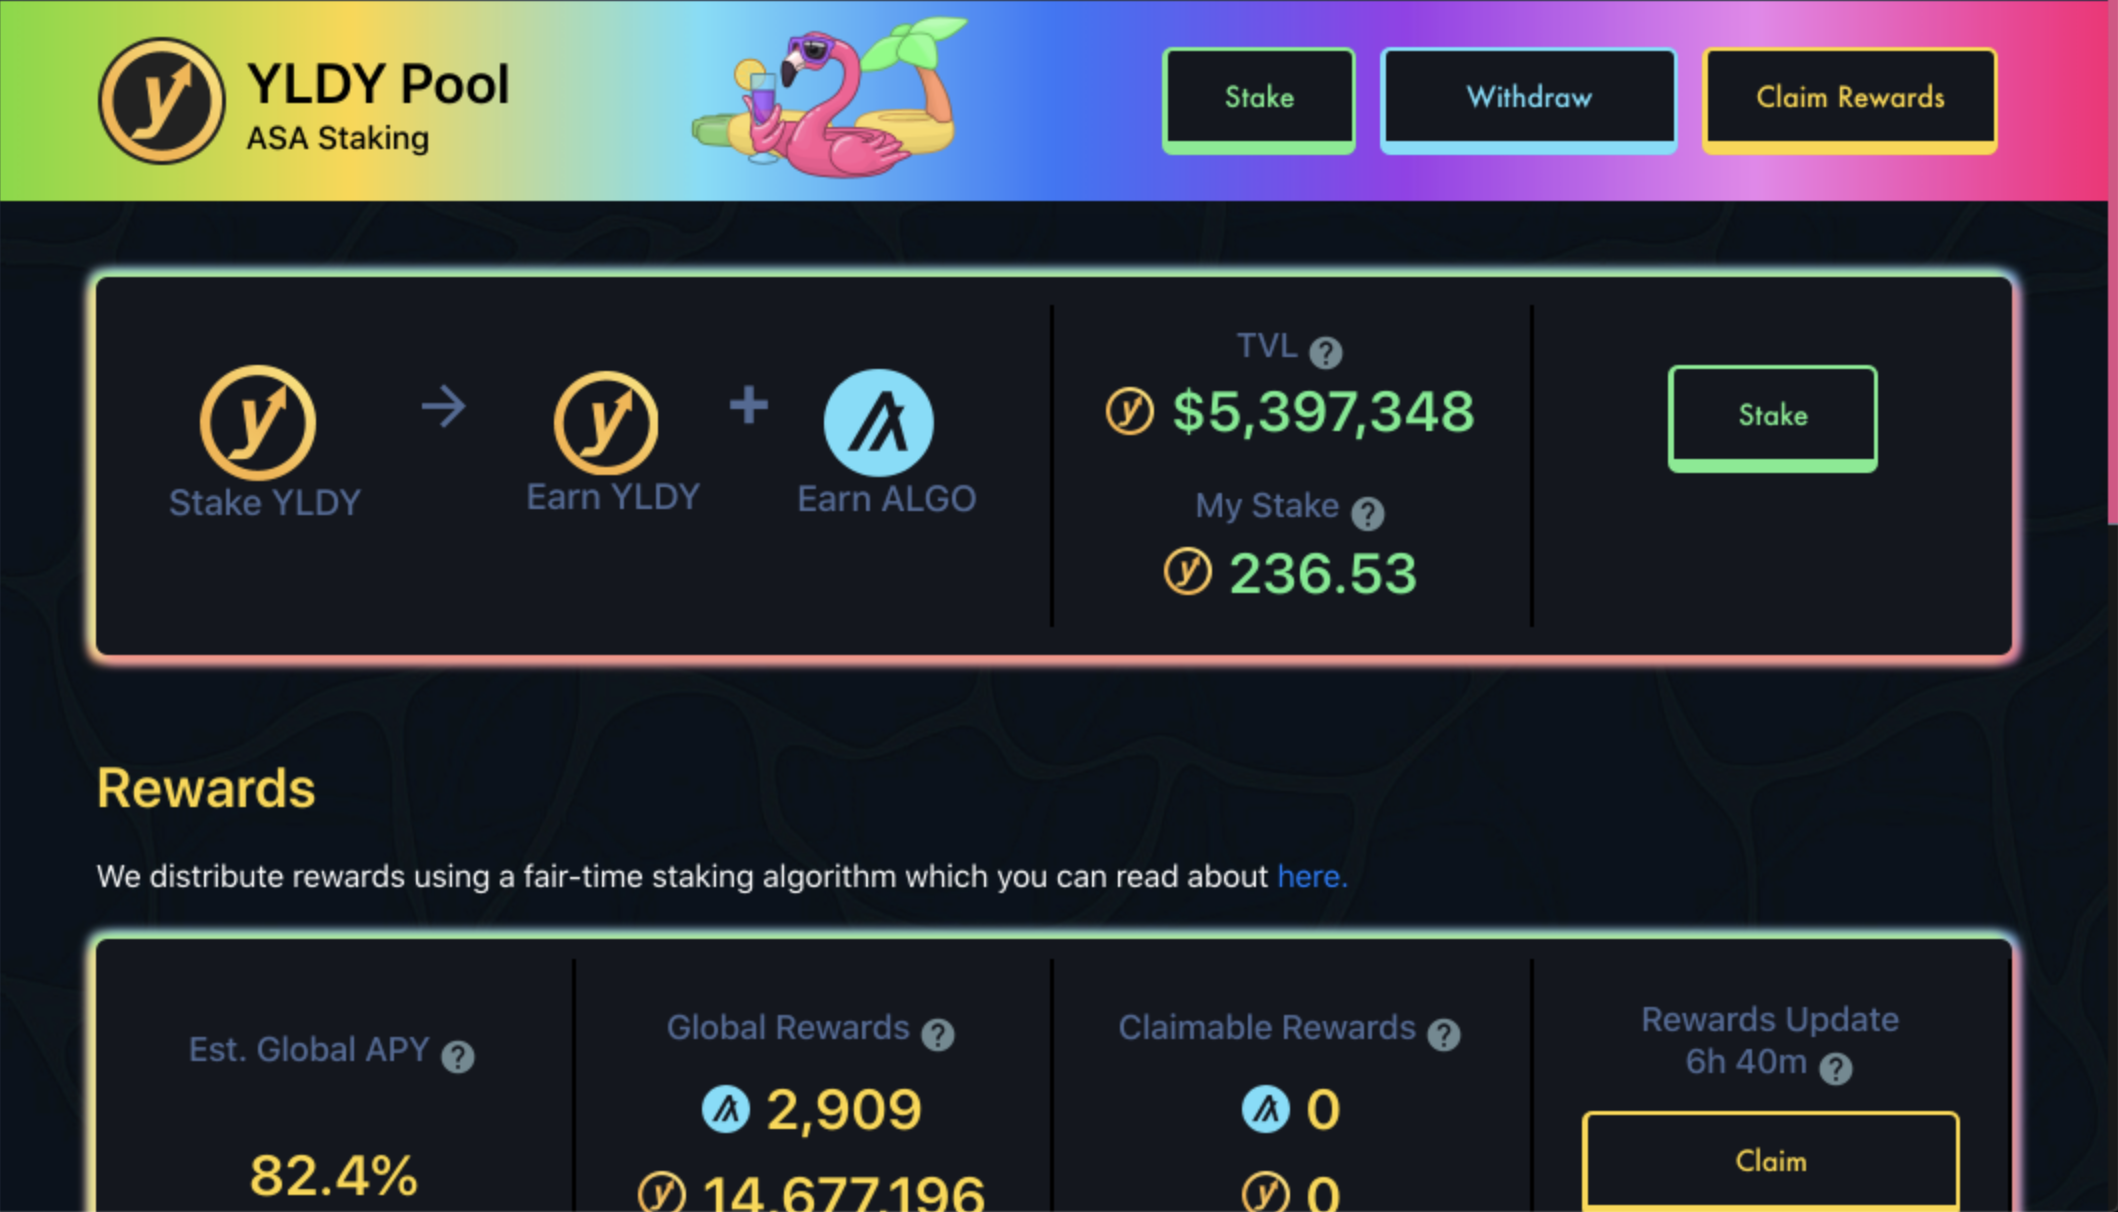 YLDY Pool
ASA Staking
Stake
Withdraw
Claim Rewards
Stake YLDY
Earn YLDY
Earn ALGO
TVL ?
$5,397,348
My Stake ?
236.53
Stake
Rewards
We distribute rewards using a fair-time staking algorithm which you can read about here.
Est. Global APY ?
82.4%
Global Rewards ?
2,909
14,677,196
Claimable Rewards ?
0
0
Rewards Update
6h 40m ?
Claim